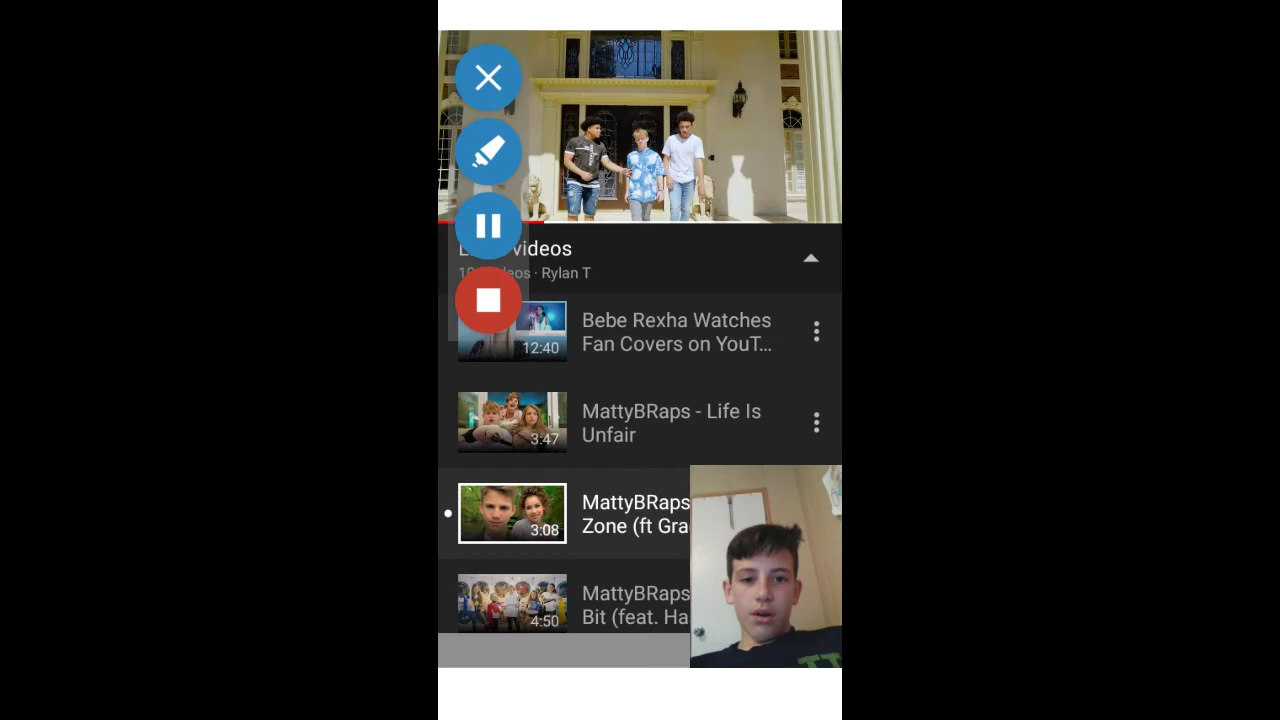 videos
eos · Rylan T
Bebe Rexha Watches
Fan Covers on YouT...
12:40
MattyBRaps - Life Is
Unfair
3:47
MattyBRaps
Zone (ft Gra
3:08
MattyBRaps
Bit (feat. Ha
4:50